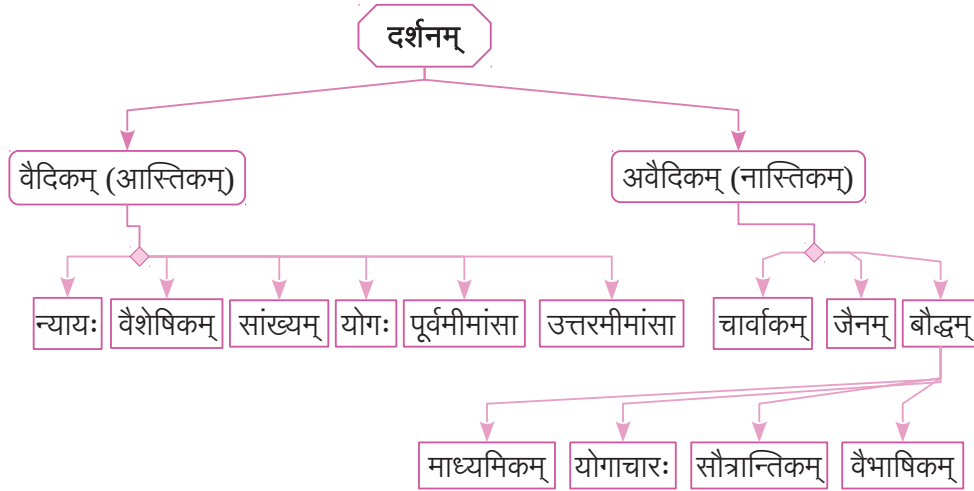 दर्शनम्
वैदिकम् (आस्तिकम्)
अवैदिकम् (नास्तिकम्)
न्यायः
वैशेषिकम्
सांख्यम्
योगः
पूर्वमीमांसा
उत्तरमीमांसा
चार्वाकम्
जैनम्
बौद्धम्
माध्यमिकम्
योगाचारः
सौत्रान्तिकम्
वैभाषिकम्